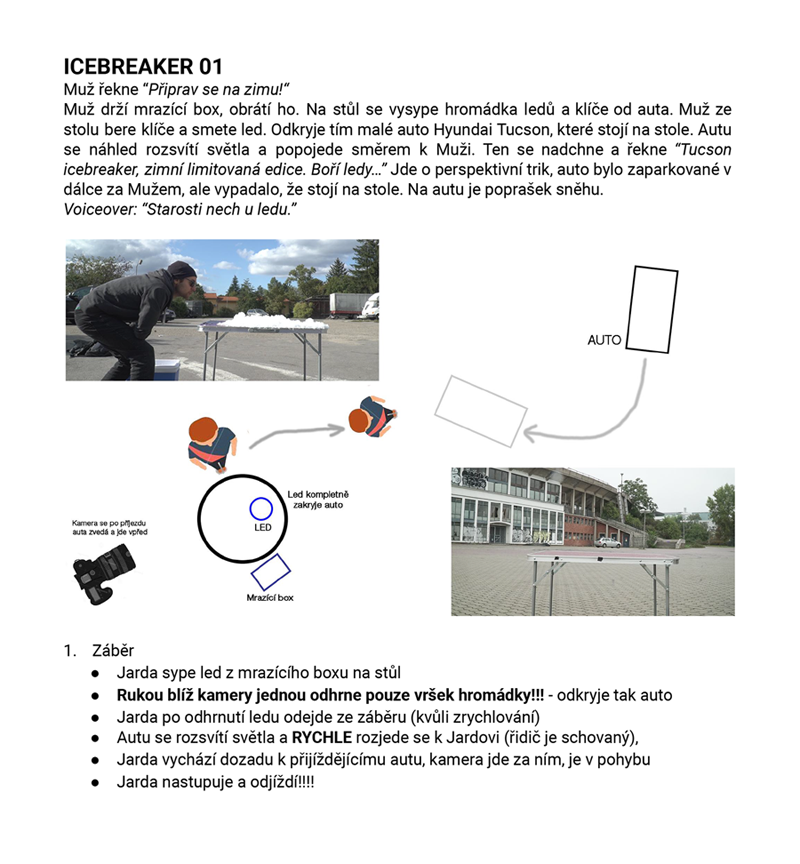 ICEBREAKER 01
Muž řekne “Připrav se na zimu!“
Muž drží mrazící box, obrátí ho. Na stůl se vysype hromádka ledů a klíče od auta. Muž ze
stolu bere klíče a smete led. Odkryje tím malé auto Hyundai Tucson, které stojí na stole. Autu
se náhled rozsvítí světla a popojede směrem k Muži. Ten se nadchne a řekne “Tucson
icebreaker, zimní limitovaná edice. Boří ledy…” Jde o perspektivní trik, auto bylo zaparkované v
dálce za Mužem, ale vypadalo, že stojí na stole. Na autu je poprašek sněhu.
Voiceover: “Starosti nech u ledu.”
AUTO
Led kompletně
zakryje auto
LED
Kamera se po příjezdu
auta zvedá a jde vpřed
Mrazící box
1. Záběr
● Jarda sype led z mrazícího boxu na stůl
● Rukou blíž kamery jednou odhrne pouze vršek hromádky!!! - odkryje tak auto
● Jarda po odhrnutí ledu odejde ze záběru (kvůli zrychlování)
● Autu se rozsvítí světla a RYCHLE rozjede se k Jardovi (řidič je schovaný),
● Jarda vychází dozadu k přijíždějícímu autu, kamera jde za ním, je v pohybu
● Jarda nastupuje a odjíždí!!!!